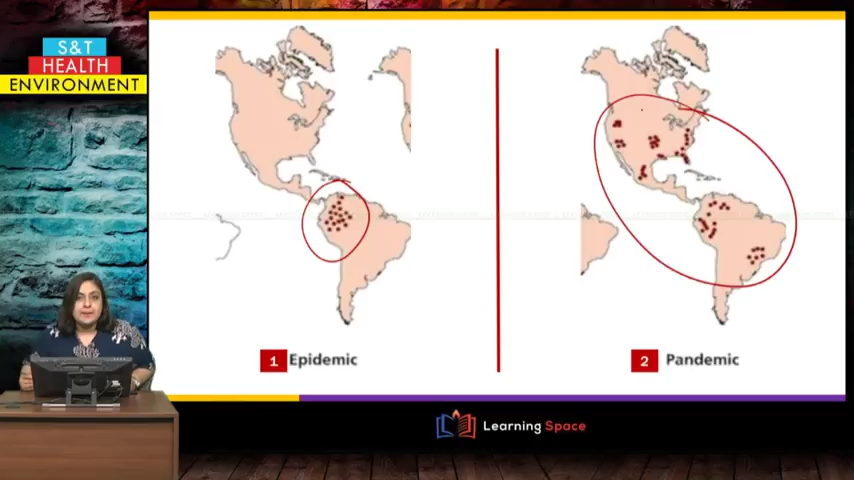 S&T
HEALTH
ENVIRONMENT
1 Epidemic
2 Pandemic
Learning Space